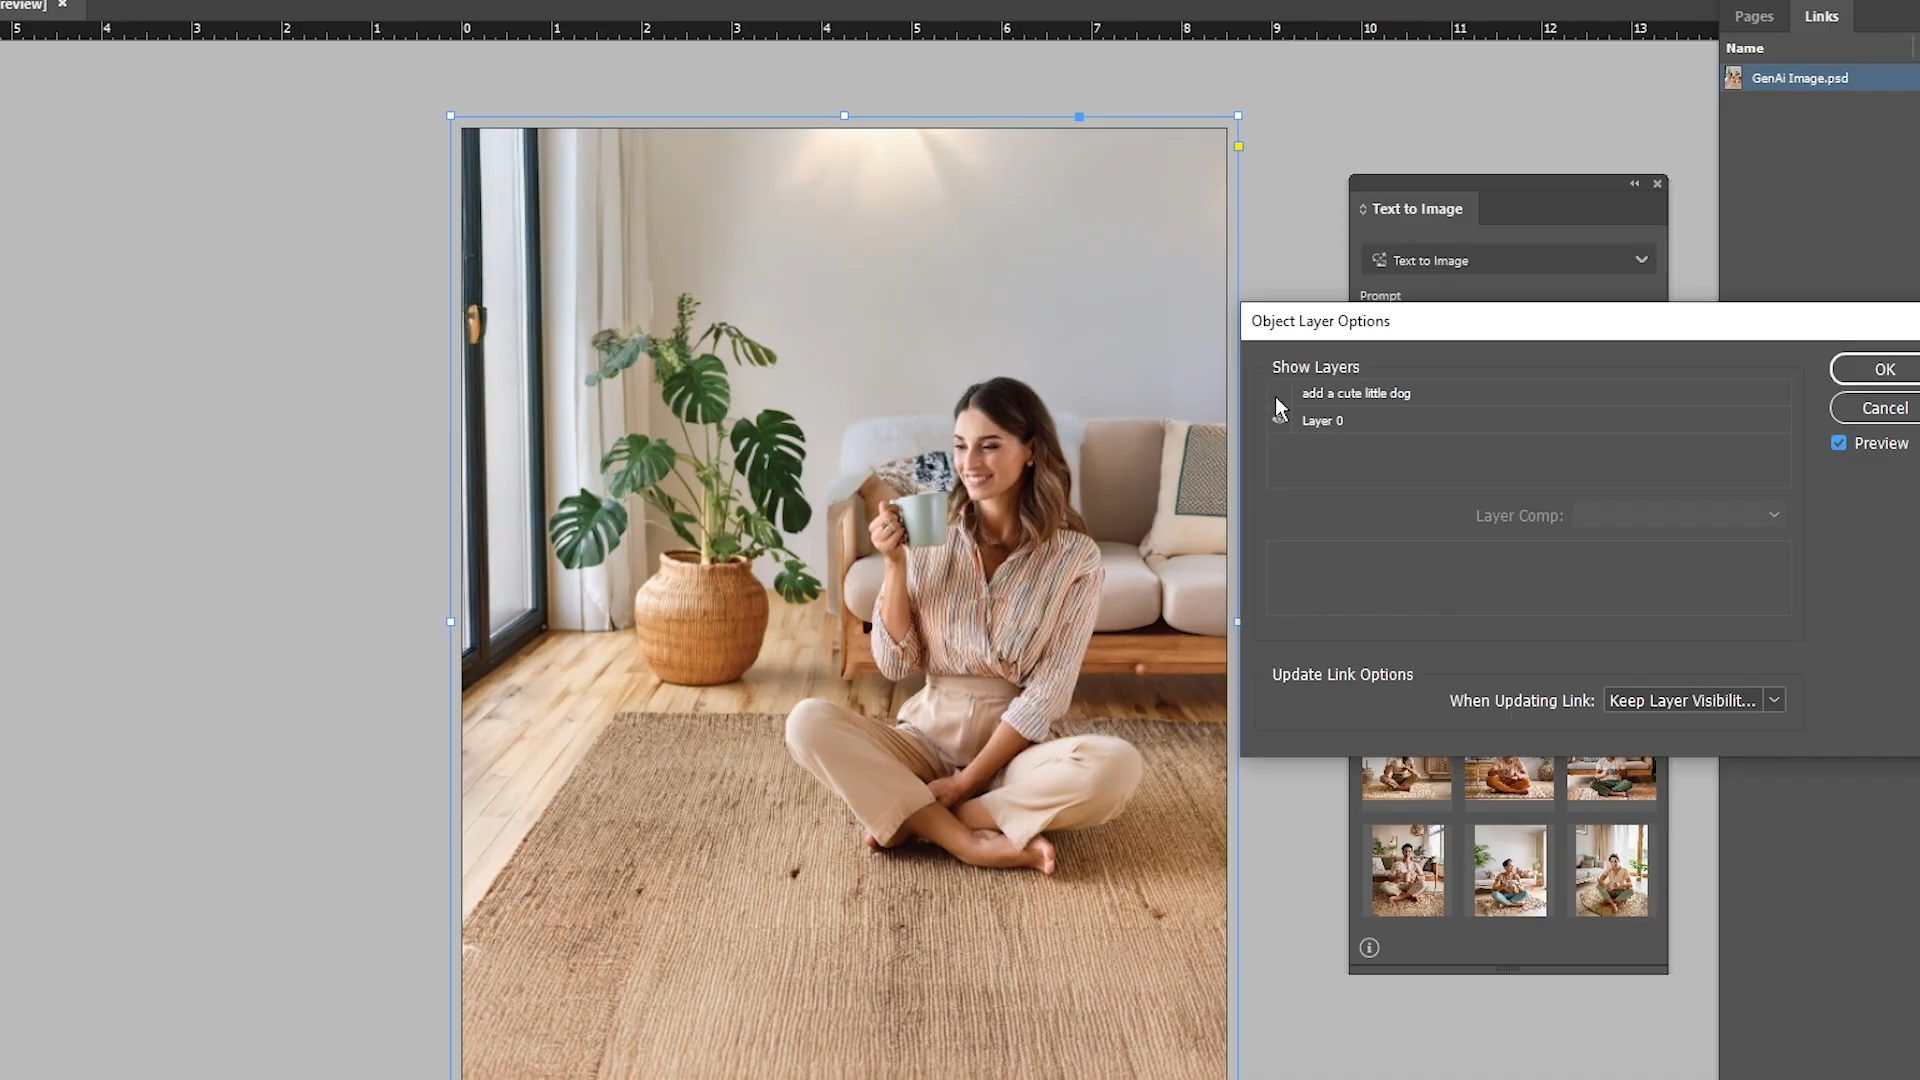 review] ×
5 4 3 2 1 0 1 2 3 4 5 6 7 8 9 10 11 12 13
Pages Links
Name
GenAi Image.psd
Text to Image
Text to Image
Prompt
Object Layer Options
Show Layers
add a cute little dog
Layer 0
Layer Comp:
OK
Cancel
Preview
Update Link Options
When Updating Link: Keep Layer Visibilit...